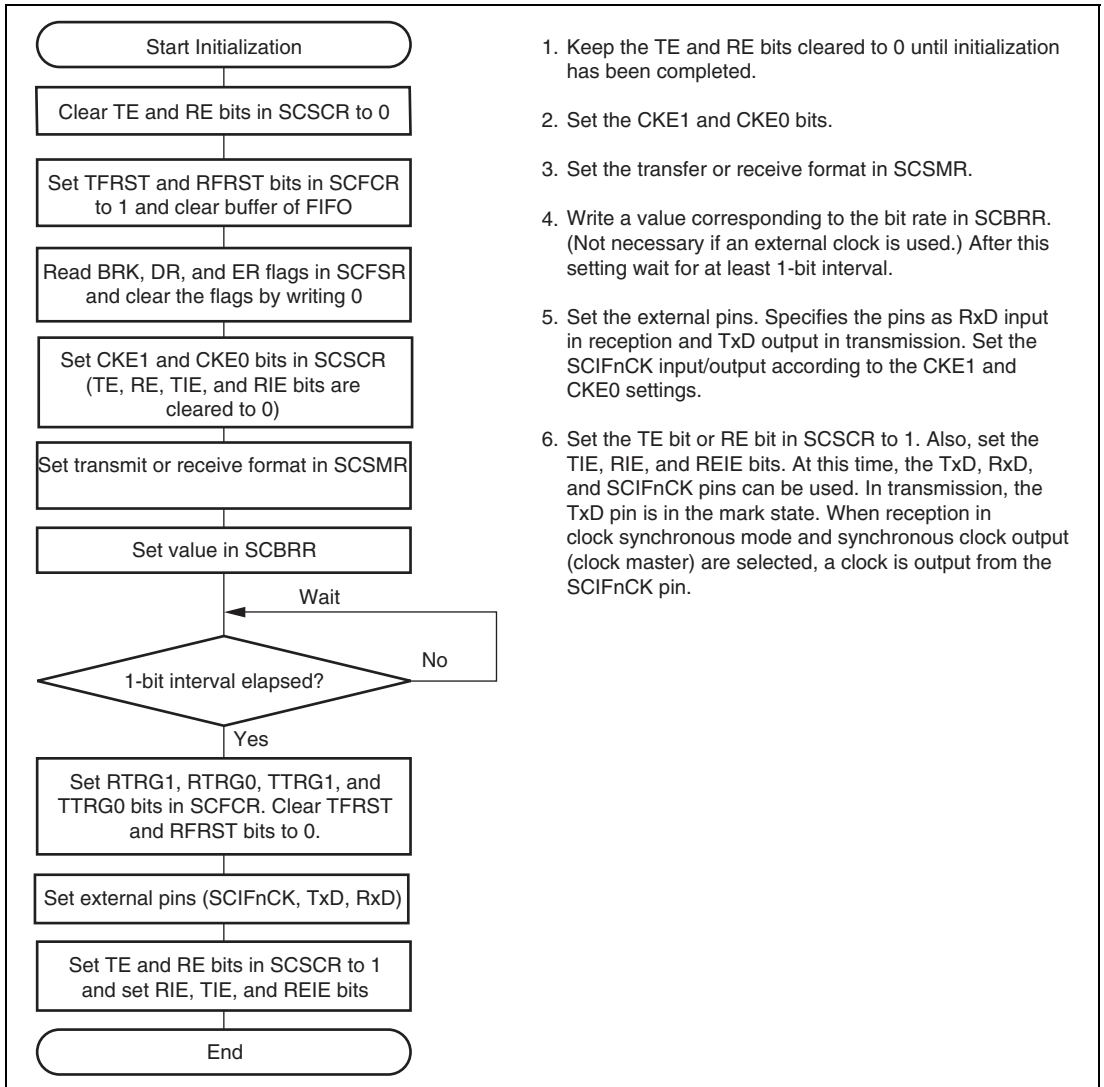 Start Initialization
Clear TE and RE bits in SCSCR to 0
Set TFRST and RFRST bits in SCFCR
to 1 and clear buffer of FIFO
Read BRK, DR, and ER flags in SCFSR
and clear the flags by writing 0
Set CKE1 and CKE0 bits in SCSCR
(TE, RE, TIE, and RIE bits are
cleared to 0)
Set transmit or receive format in SCSMR
Set value in SCBRR
Wait
1-bit interval elapsed?
No
Yes
Set RTRG1, RTRG0, TTRG1, and
TTRG0 bits in SCFCR. Clear TFRST
and RFRST bits to 0.
Set external pins (SCIFnCK, TxD, RxD)
Set TE and RE bits in SCSCR to 1
and set RIE, TIE, and REIE bits
End
1. Keep the TE and RE bits cleared to 0 until initialization
has been completed.
2. Set the CKE1 and CKE0 bits.
3. Set the transfer or receive format in SCSMR.
4. Write a value corresponding to the bit rate in SCBRR.
(Not necessary if an external clock is used.) After this
setting wait for at least 1-bit interval.
5. Set the external pins. Specifies the pins as RxD input
in reception and TxD output in transmission. Set the
SCIFnCK input/output according to the CKE1 and
CKE0 settings.
6. Set the TE bit or RE bit in SCSCR to 1. Also, set the
TIE, RIE, and REIE bits. At this time, the TxD, RxD,
and SCIFnCK pins can be used. In transmission, the
TxD pin is in the mark state. When reception in
clock synchronous mode and synchronous clock output
(clock master) are selected, a clock is output from the
SCIFnCK pin.